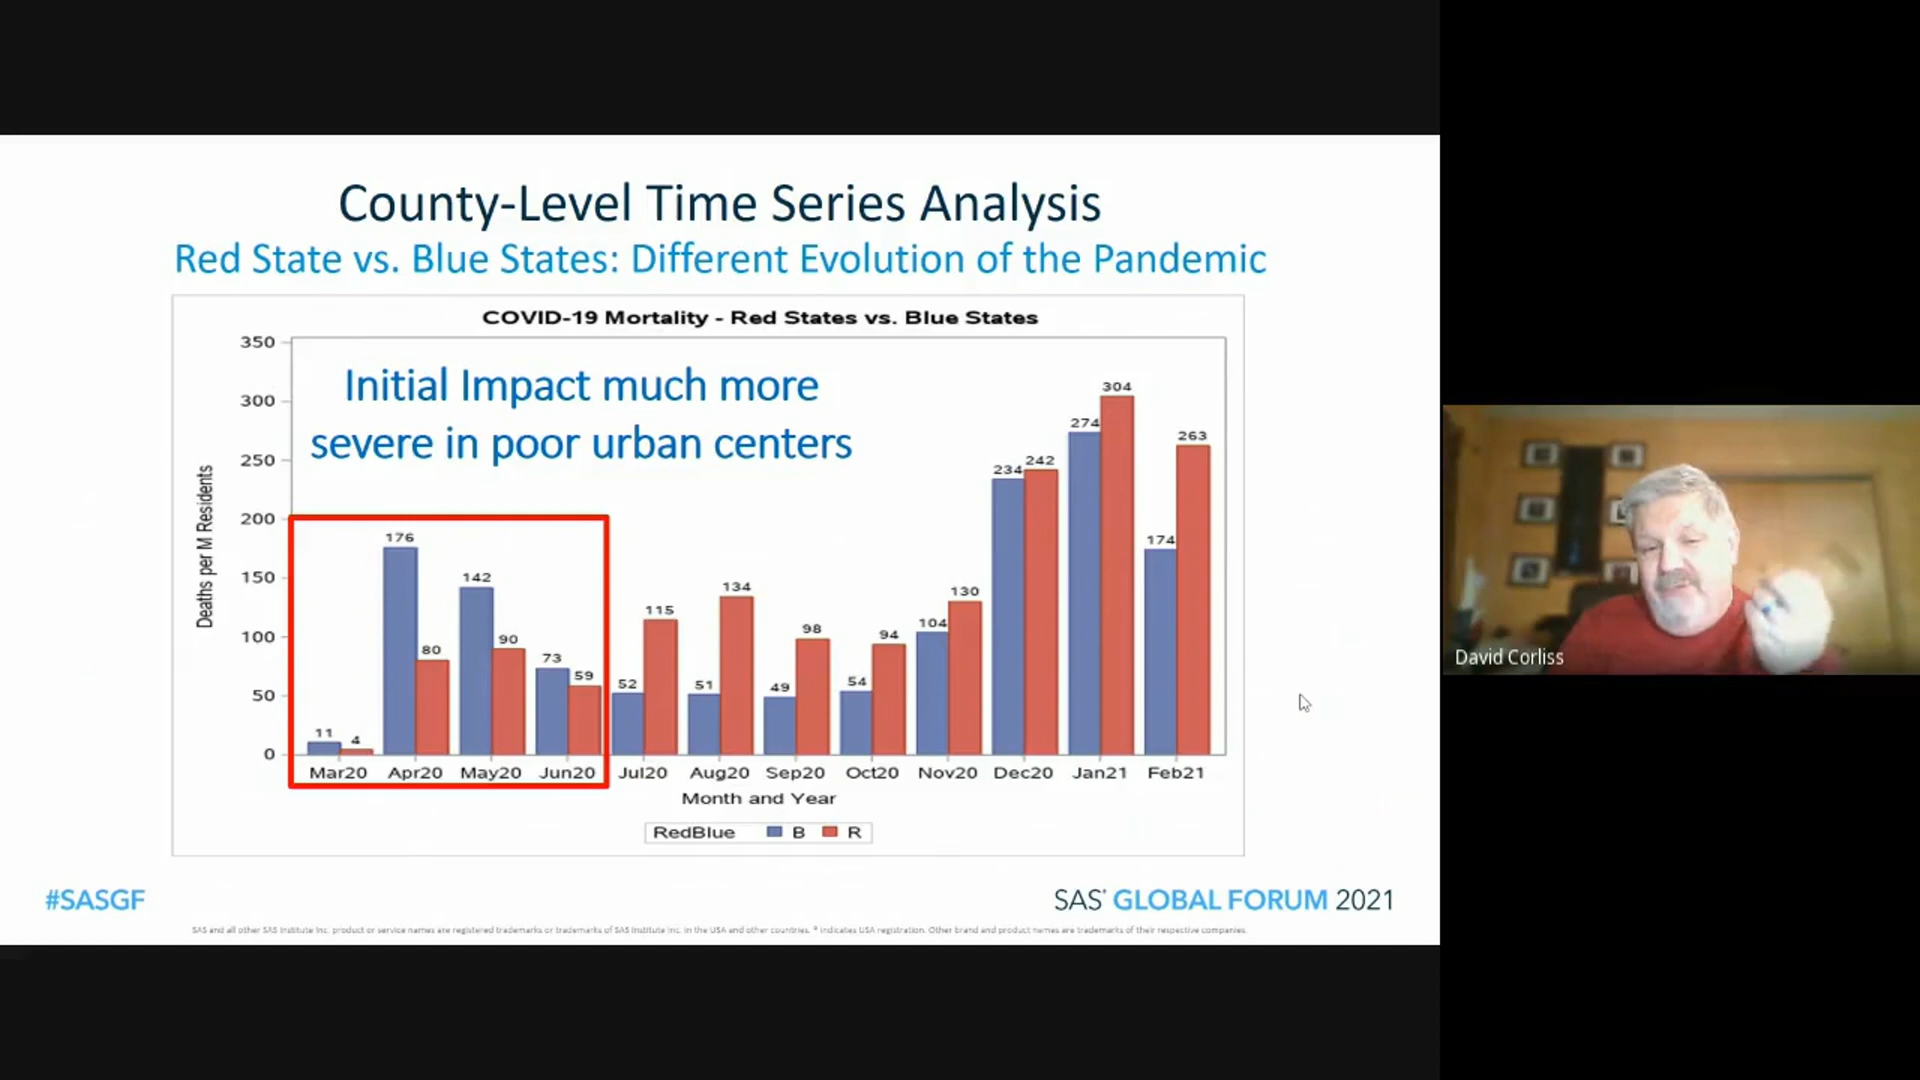 County-Level Time Series Analysis
Red State vs. Blue States: Different Evolution of the Pandemic
COVID-19 Mortality - Red States vs. Blue States
Initial Impact much more
severe in poor urban centers
Deaths per M Residents
350
300
250
200
150
100
50
0
11 4
176 80
142 90
73 59
52 115
51 134
49 98
54 94
104 130
234 242
274 304
174 263
Mar20 Apr20 May20 Jun20 Jul20 Aug20 Sep20 Oct20 Nov20 Dec20 Jan21 Feb21
Month and Year
RedBlue B R
#SASGF
SAS® GLOBAL FORUM 2021
SAS and all other SAS Institute Inc. product or service names are registered trademarks or trademarks of SAS Institute Inc. in the USA and other countries. ® indicates USA registration. Other brand and product names are trademarks of their respective companies.
David Corliss